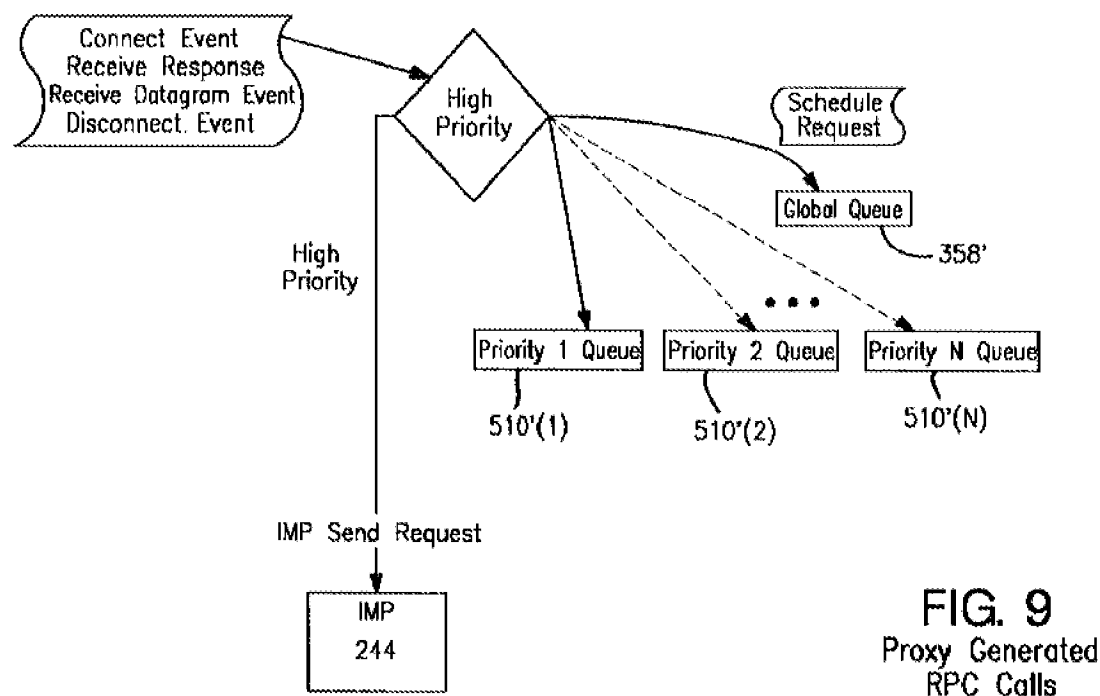 Connect Event
Receive Response
Receive Datagram Event
Disconnect. Event
High
Priority
Schedule
Request
Global Queue
358'
High
Priority
Priority 1 Queue
Priority 2 Queue
Priority N Queue
510'(1)
510'(2)
510'(N)
IMP Send Request
IMP
244
FIG. 9
Proxy Generated
RPC Calls